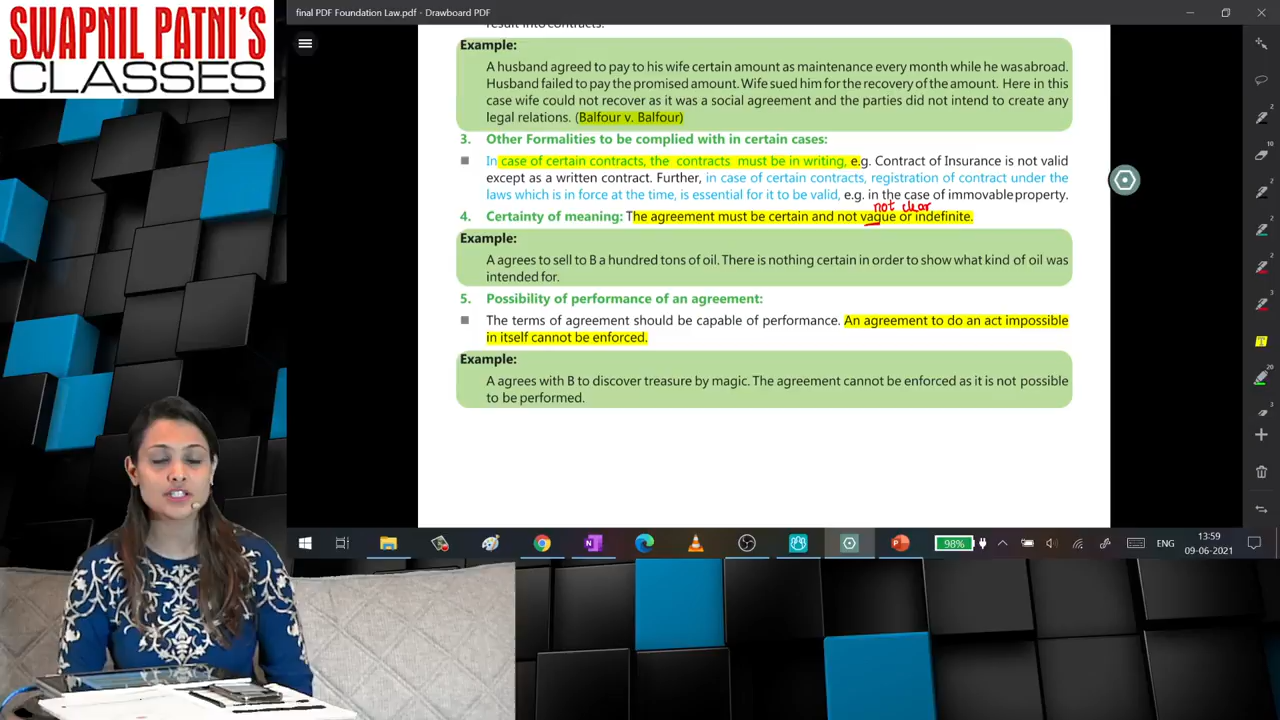 SWAPNIL PATNI'S
CLASSES
final PDF Foundation Law.pdf - Drawboard PDF
result into contracts.
Example:
A husband agreed to pay to his wife certain amount as maintenance every month while he was abroad.
Husband failed to pay the promised amount. Wife sued him for the recovery of the amount. Here in this
case wife could not recover as it was a social agreement and the parties did not intend to create any
legal relations. (Balfour v. Balfour)
3. Other Formalities to be complied with in certain cases:
In case of certain contracts, the contracts must be in writing, e.g. Contract of Insurance is not valid
except as a written contract. Further, in case of certain contracts, registration of contract under the
laws which is in force at the time, is essential for it to be valid, e.g. in the case of immovable property.
not clear
4. Certainty of meaning: The agreement must be certain and not vague or indefinite.
Example:
A agrees to sell to B a hundred tons of oil. There is nothing certain in order to show what kind of oil was
intended for.
5. Possibility of performance of an agreement:
The terms of agreement should be capable of performance. An agreement to do an act impossible
in itself cannot be enforced.
Example:
A agrees with B to discover treasure by magic. The agreement cannot be enforced as it is not possible
to be performed.
98%
ENG
13:59
09-06-2021